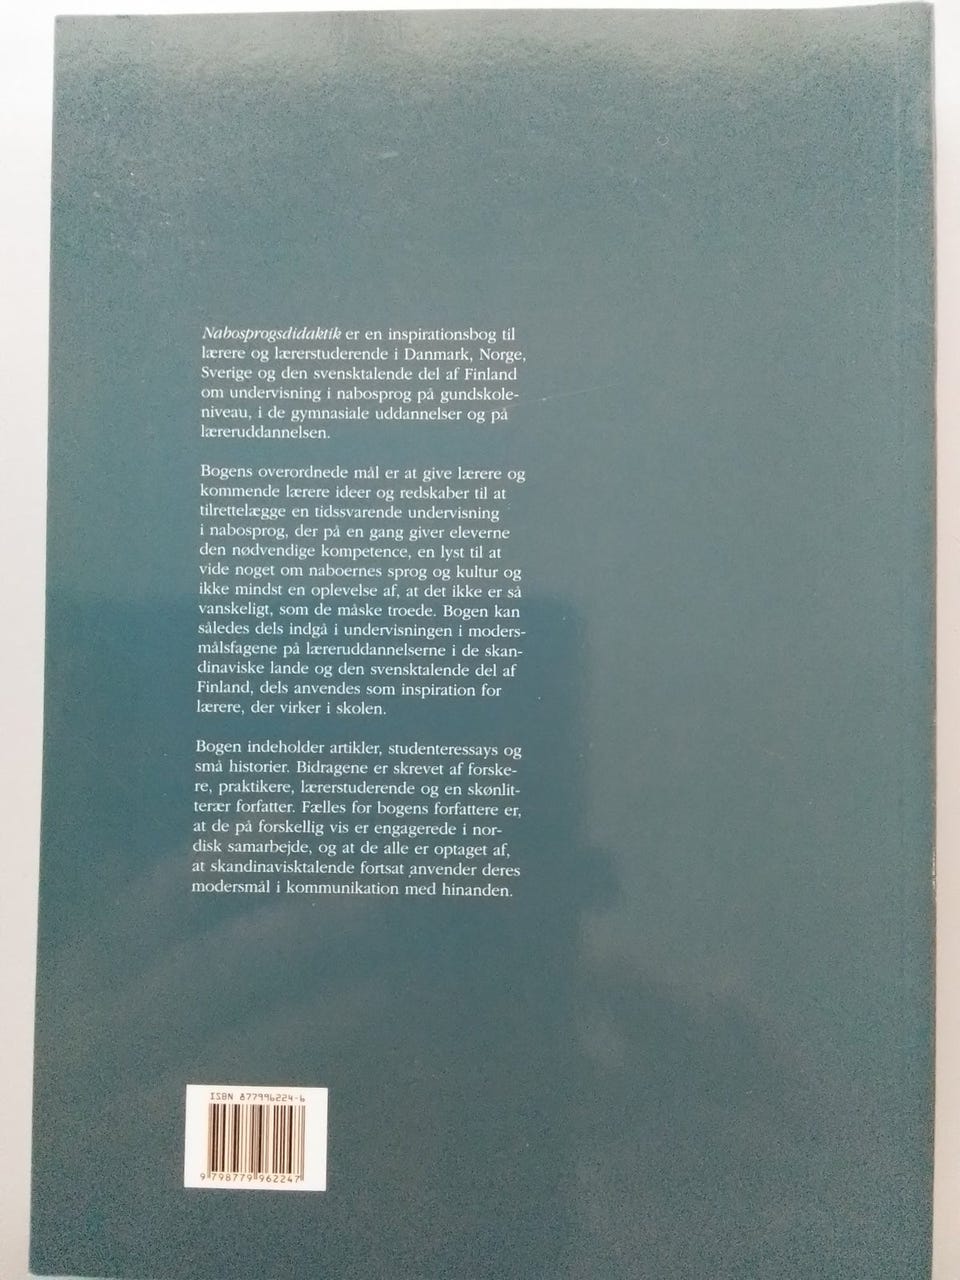 Nabosprogsdidaktik er en inspirationsbog til
lærere og lærerstuderende i Danmark, Norge,
Sverige og den svensktalende del af Finland
om undervisning i nabosprog på gundskole-
niveau, i de gymnasiale uddannelser og på
læreruddannelsen.
Bogens overordnede mål er at give lærere og
kommende lærere ideer og redskaber til at
tilrettelægge en tidssvarende undervisning
i nabosprog, der på en gang giver eleverne
den nødvendige kompetence, en lyst til at
vide noget om naboernes sprog og kultur og
ikke mindst en oplevelse af, at det ikke er så
vanskeligt, som de måske troede. Bogen kan
således dels indgå i undervisningen i moders-
målsfagene på læreruddannelserne i de skan-
dinaviske lande og den svensktalende del af
Finland, dels anvendes som inspiration for
lærere, der virker i skolen.
Bogen indeholder artikler, studenteressays og
små historier. Bidragene er skrevet af forske-
re, praktikere, lærerstuderende og en skønlit-
terær forfatter. Fælles for bogens forfattere er,
at de på forskellig vis er engagerede i nor-
disk samarbejde, og at de alle er optaget af,
at skandinavisktalende fortsat anvender deres
modersmål i kommunikation med hinanden.
ISBN 877996224-6
9 798779 962247